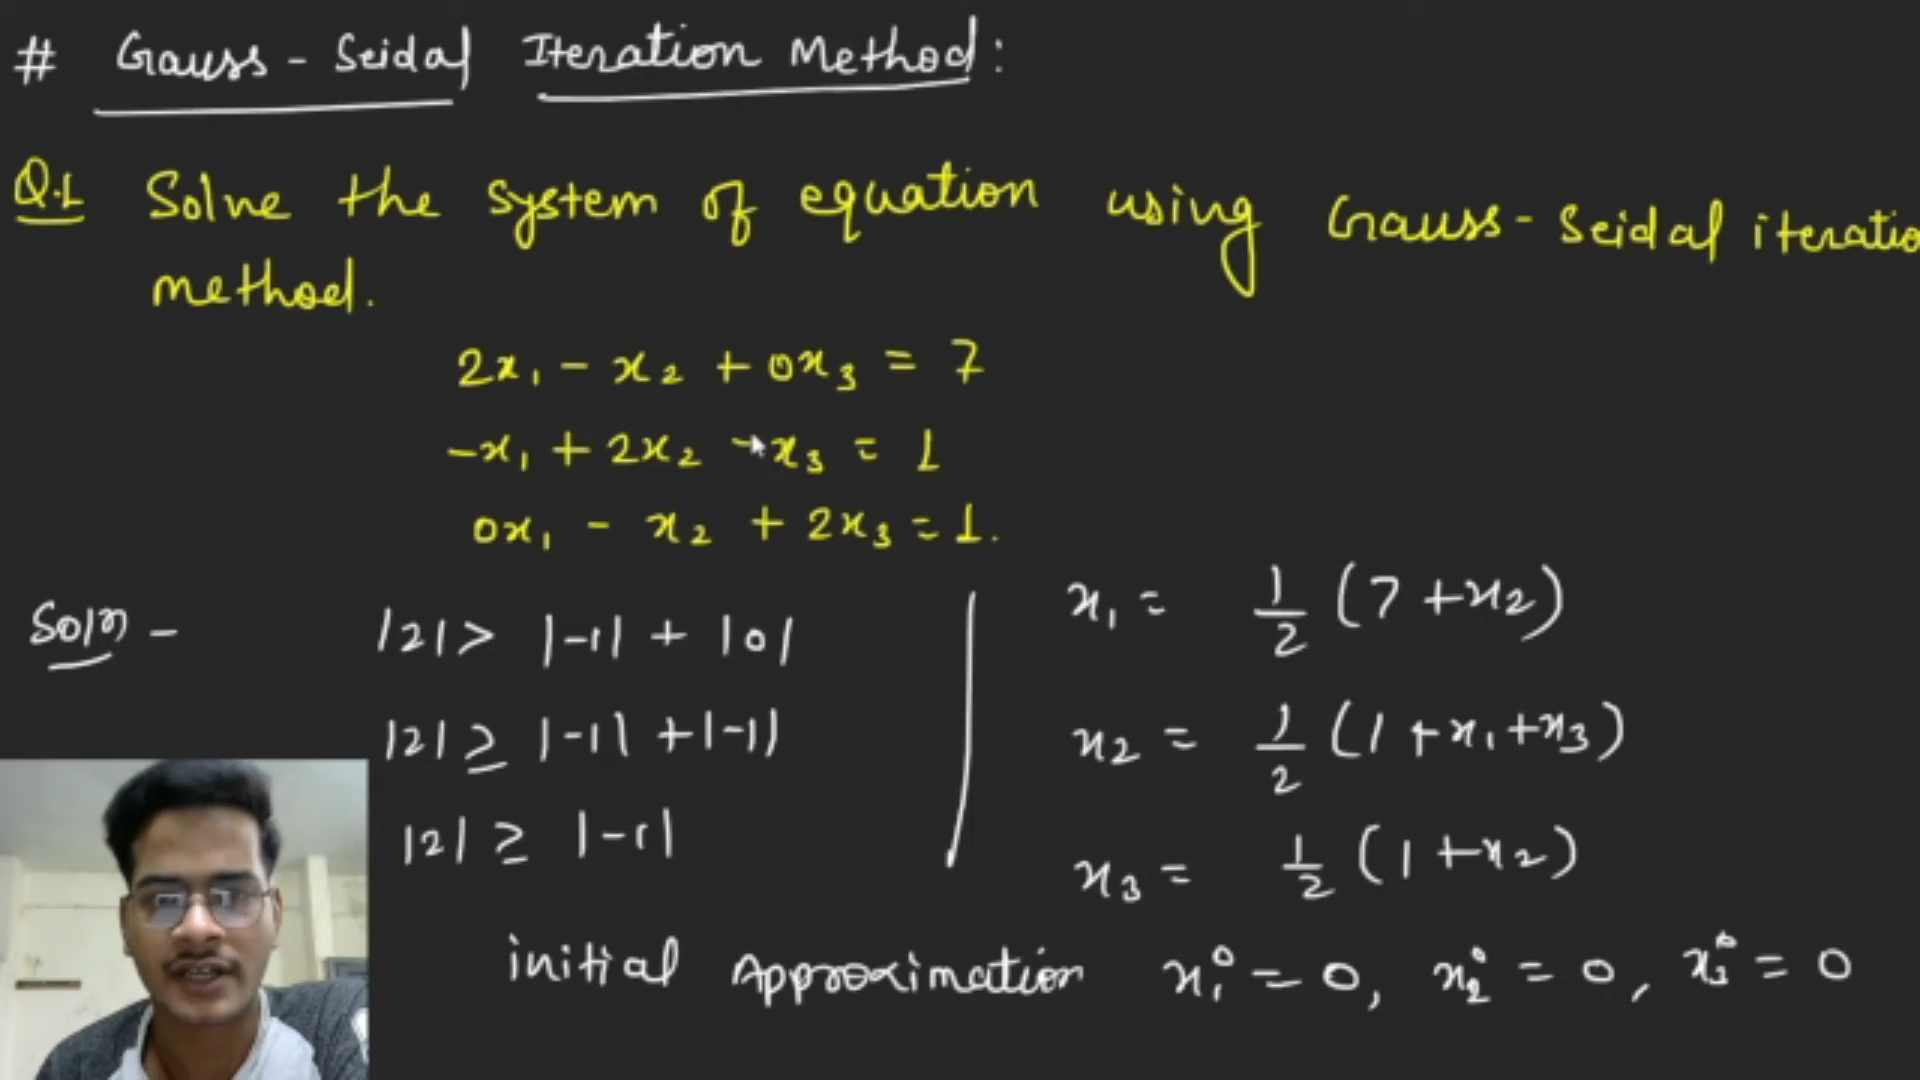 # Gauss - Seidal Iteration Method:
Q.1 Solve the system of equation using Gauss - Seidal iteratio
method.
2x₁ - x₂ + 0x₃ = 7
-x₁ + 2x₂ - x₃ = 1
0x₁ - x₂ + 2x₃ = 1.
Soln -
|2| > |-1| + |0|
|2| ≥ |-1| + |-1|
|2| ≥ |-1|
x₁ = 1/2 (7 + x₂)
x₂ = 1/2 (1 + x₁ + x₃)
x₃ = 1/2 (1 + x₂)
initial Approximation x₁⁰ = 0, x₂⁰ = 0, x₃⁰ = 0